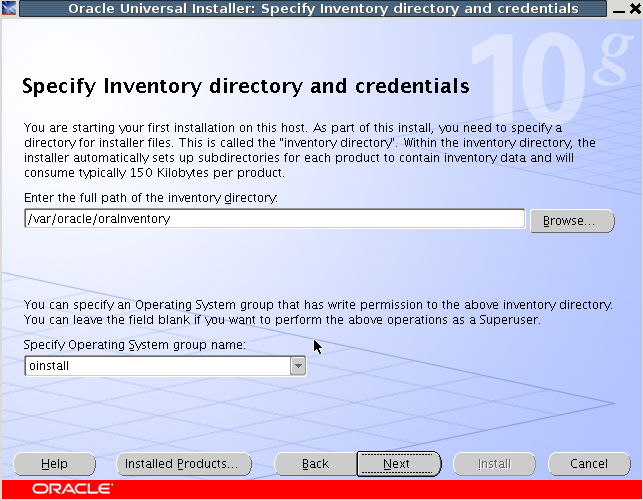 Oracle Universal Installer: Specify Inventory directory and credentials
10g
Specify Inventory directory and credentials
You are starting your first installation on this host. As part of this install, you need to specify a
directory for installer files. This is called the "inventory directory". Within the inventory directory, the
installer automatically sets up subdirectories for each product to contain inventory data and will
consume typically 150 Kilobytes per product.
Enter the full path of the inventory directory:
/var/oracle/oraInventory
Browse...
You can specify an Operating System group that has write permission to the above inventory directory.
You can leave the field blank if you want to perform the above operations as a Superuser.
Specify Operating System group name:
oinstall
Help Installed Products... Back Next Install Cancel
ORACLE